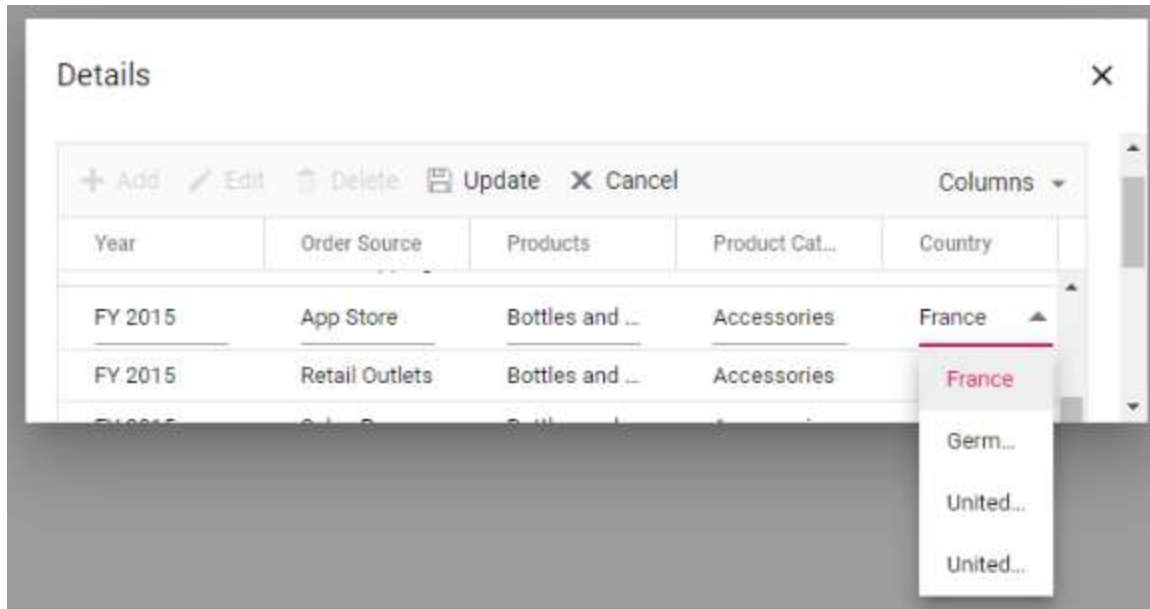 Details
Add Edit Delete Update Cancel Columns
Year Order Source Products Product Cat... Country
FY 2015 App Store Bottles and ... Accessories France
FY 2015 Retail Outlets Bottles and ... Accessories
France
Germ...
United...
United...